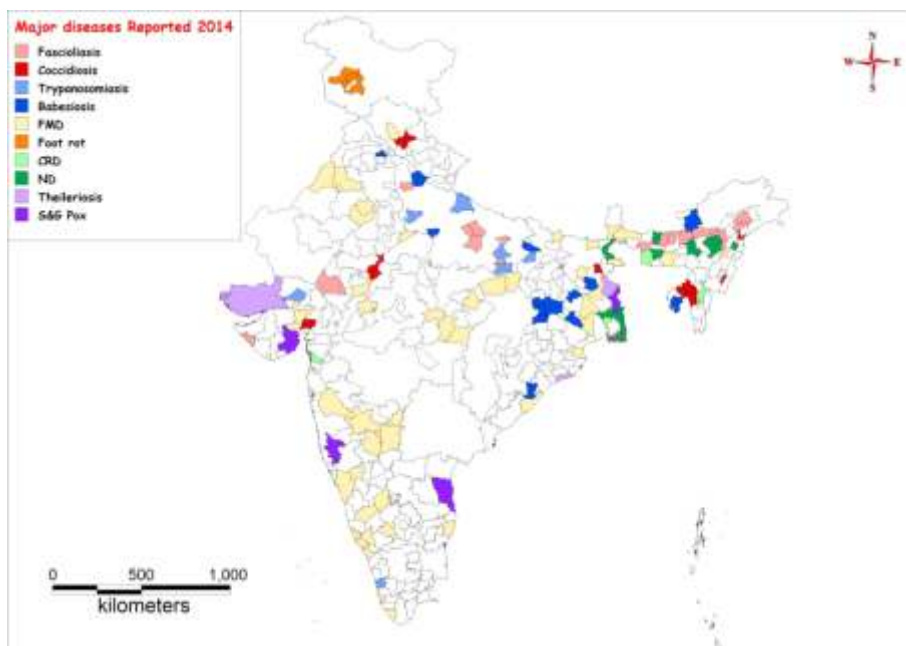 Major diseases Reported 2014
Fascioliasis
Coccidiosis
Trypanosomiasis
Babesiosis
FMD
Foot rot
CRD
ND
Theileriosis
S&G Pox
N
W E
S
0 500 1,000
kilometers